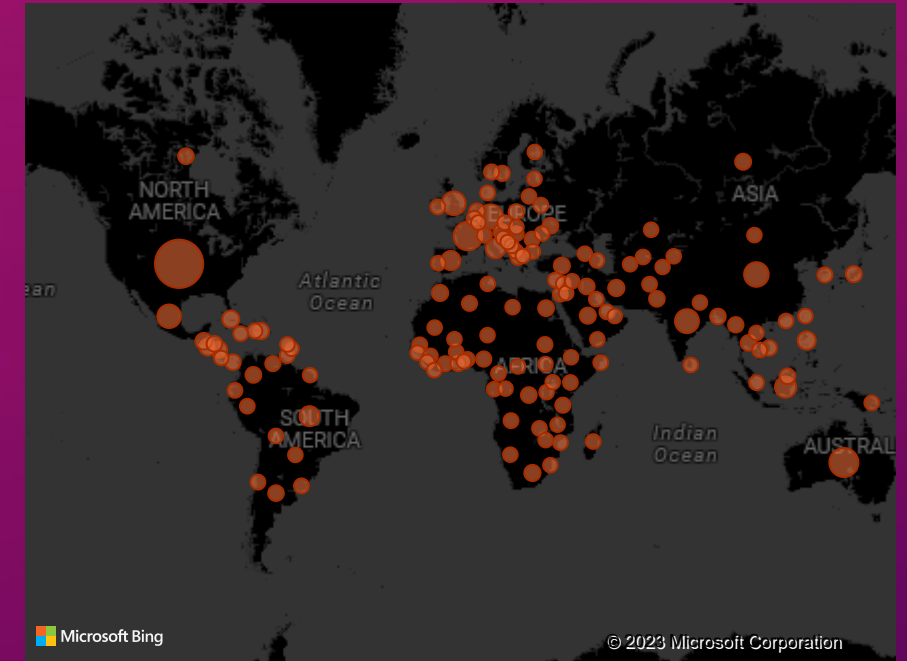 NORTH
AMERICA
ASIA
EUROPE
Atlantic
Ocean
ean
AFRICA
SOUTH
AMERICA
Indian
Ocean
AUSTRAL
Microsoft Bing
© 2023 Microsoft Corporation